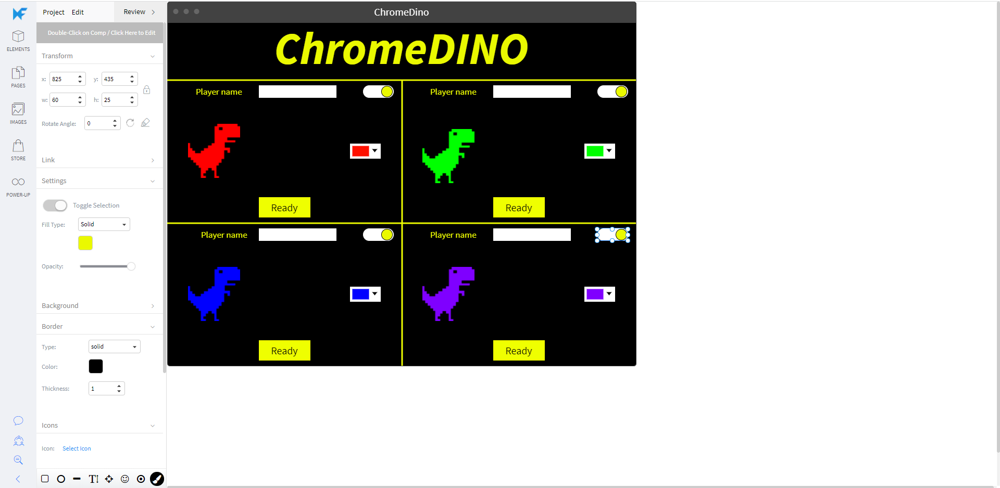 Project Edit Review
ChromeDino
Double-Click on Comp / Click Here to Edit
ELEMENTS
PAGES
IMAGES
STORE
POWER-UP
Transform
x: 825 y: 435
w: 60 h: 25
Rotate Angle: 0
Link
Settings
Toggle Selection
Fill Type: Solid
Opacity:
Background
Border
Type: solid
Color:
Thickness: 1
Icons
Icon: Select Icon
T
ChromeDINO
Player name
Ready
Player name
Ready
Player name
Ready
Player name
Ready